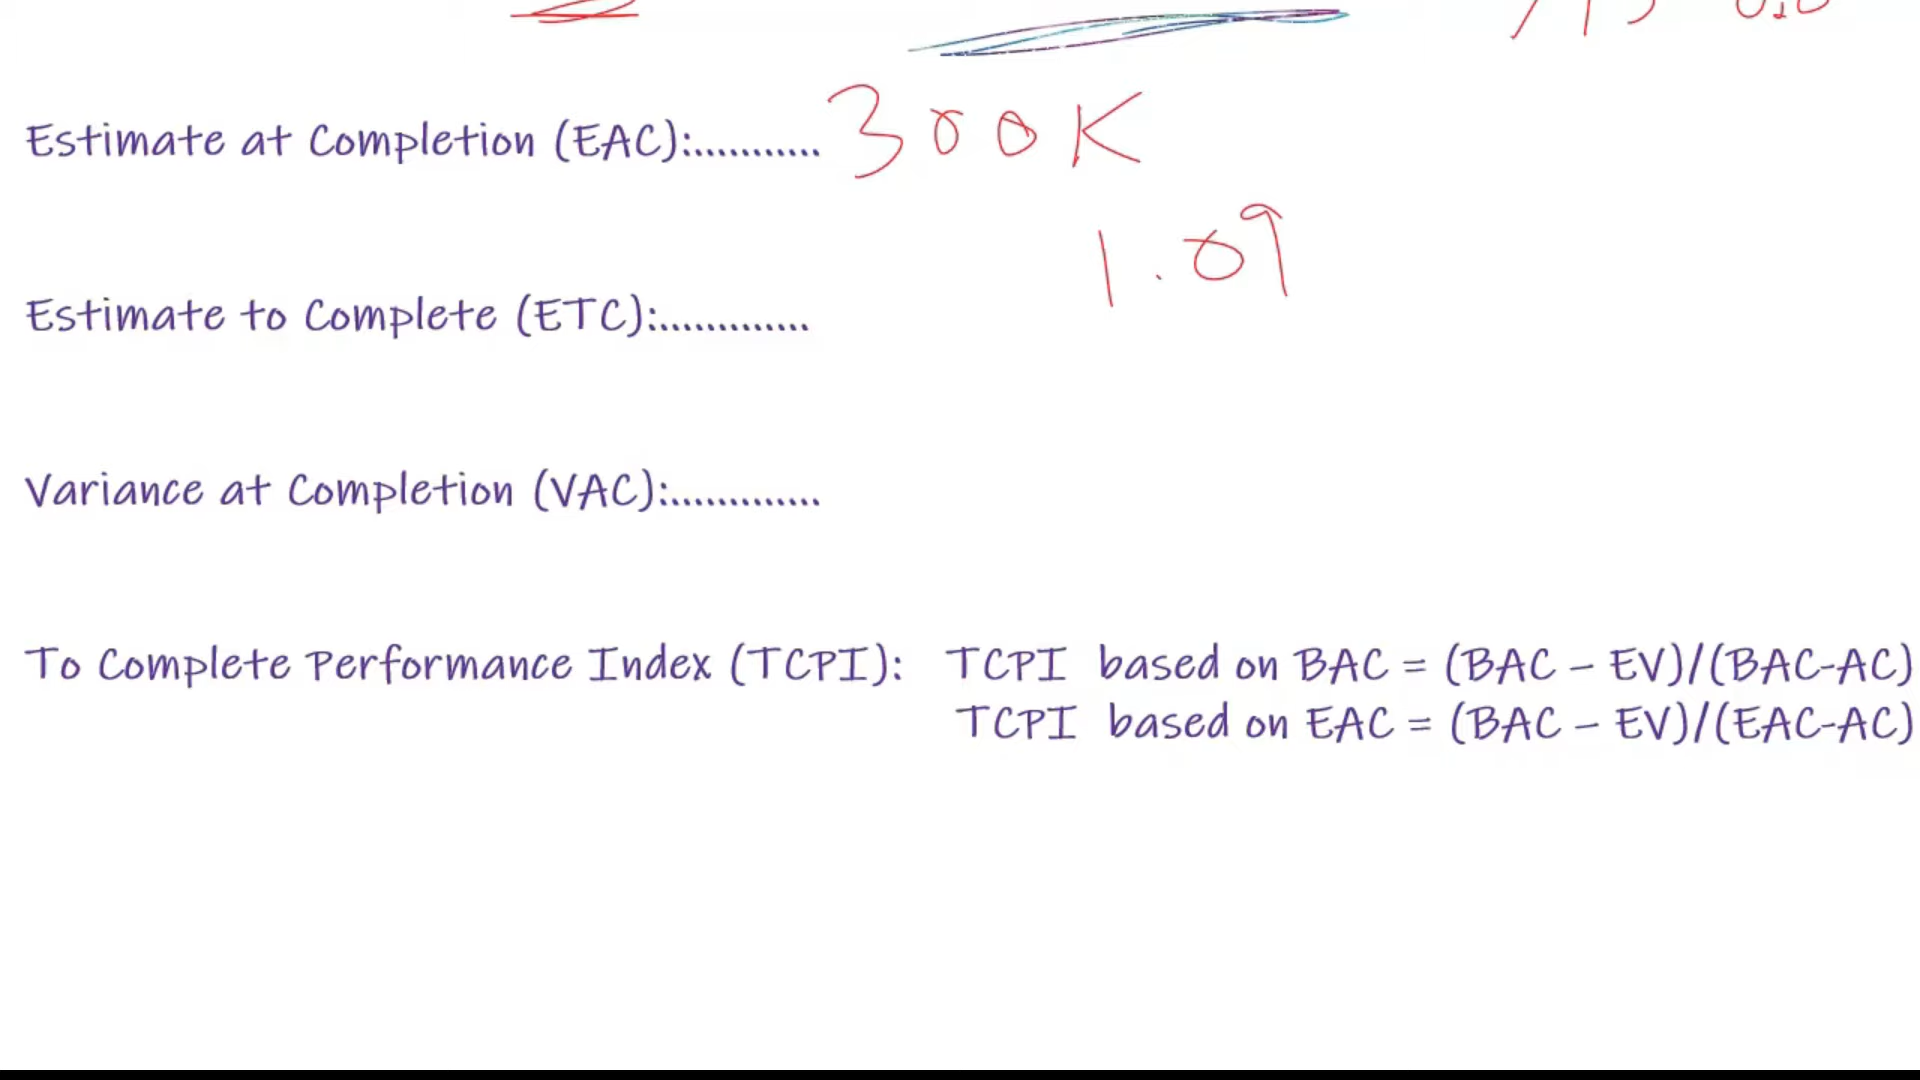 Estimate at Completion (EAC):........... 300K
1.09
Estimate to Complete (ETC):.............
Variance at Completion (VAC):.............
To Complete Performance Index (TCPI): TCPI based on BAC = (BAC – EV)/(BAC-AC)
TCPI based on EAC = (BAC – EV)/(EAC-AC)